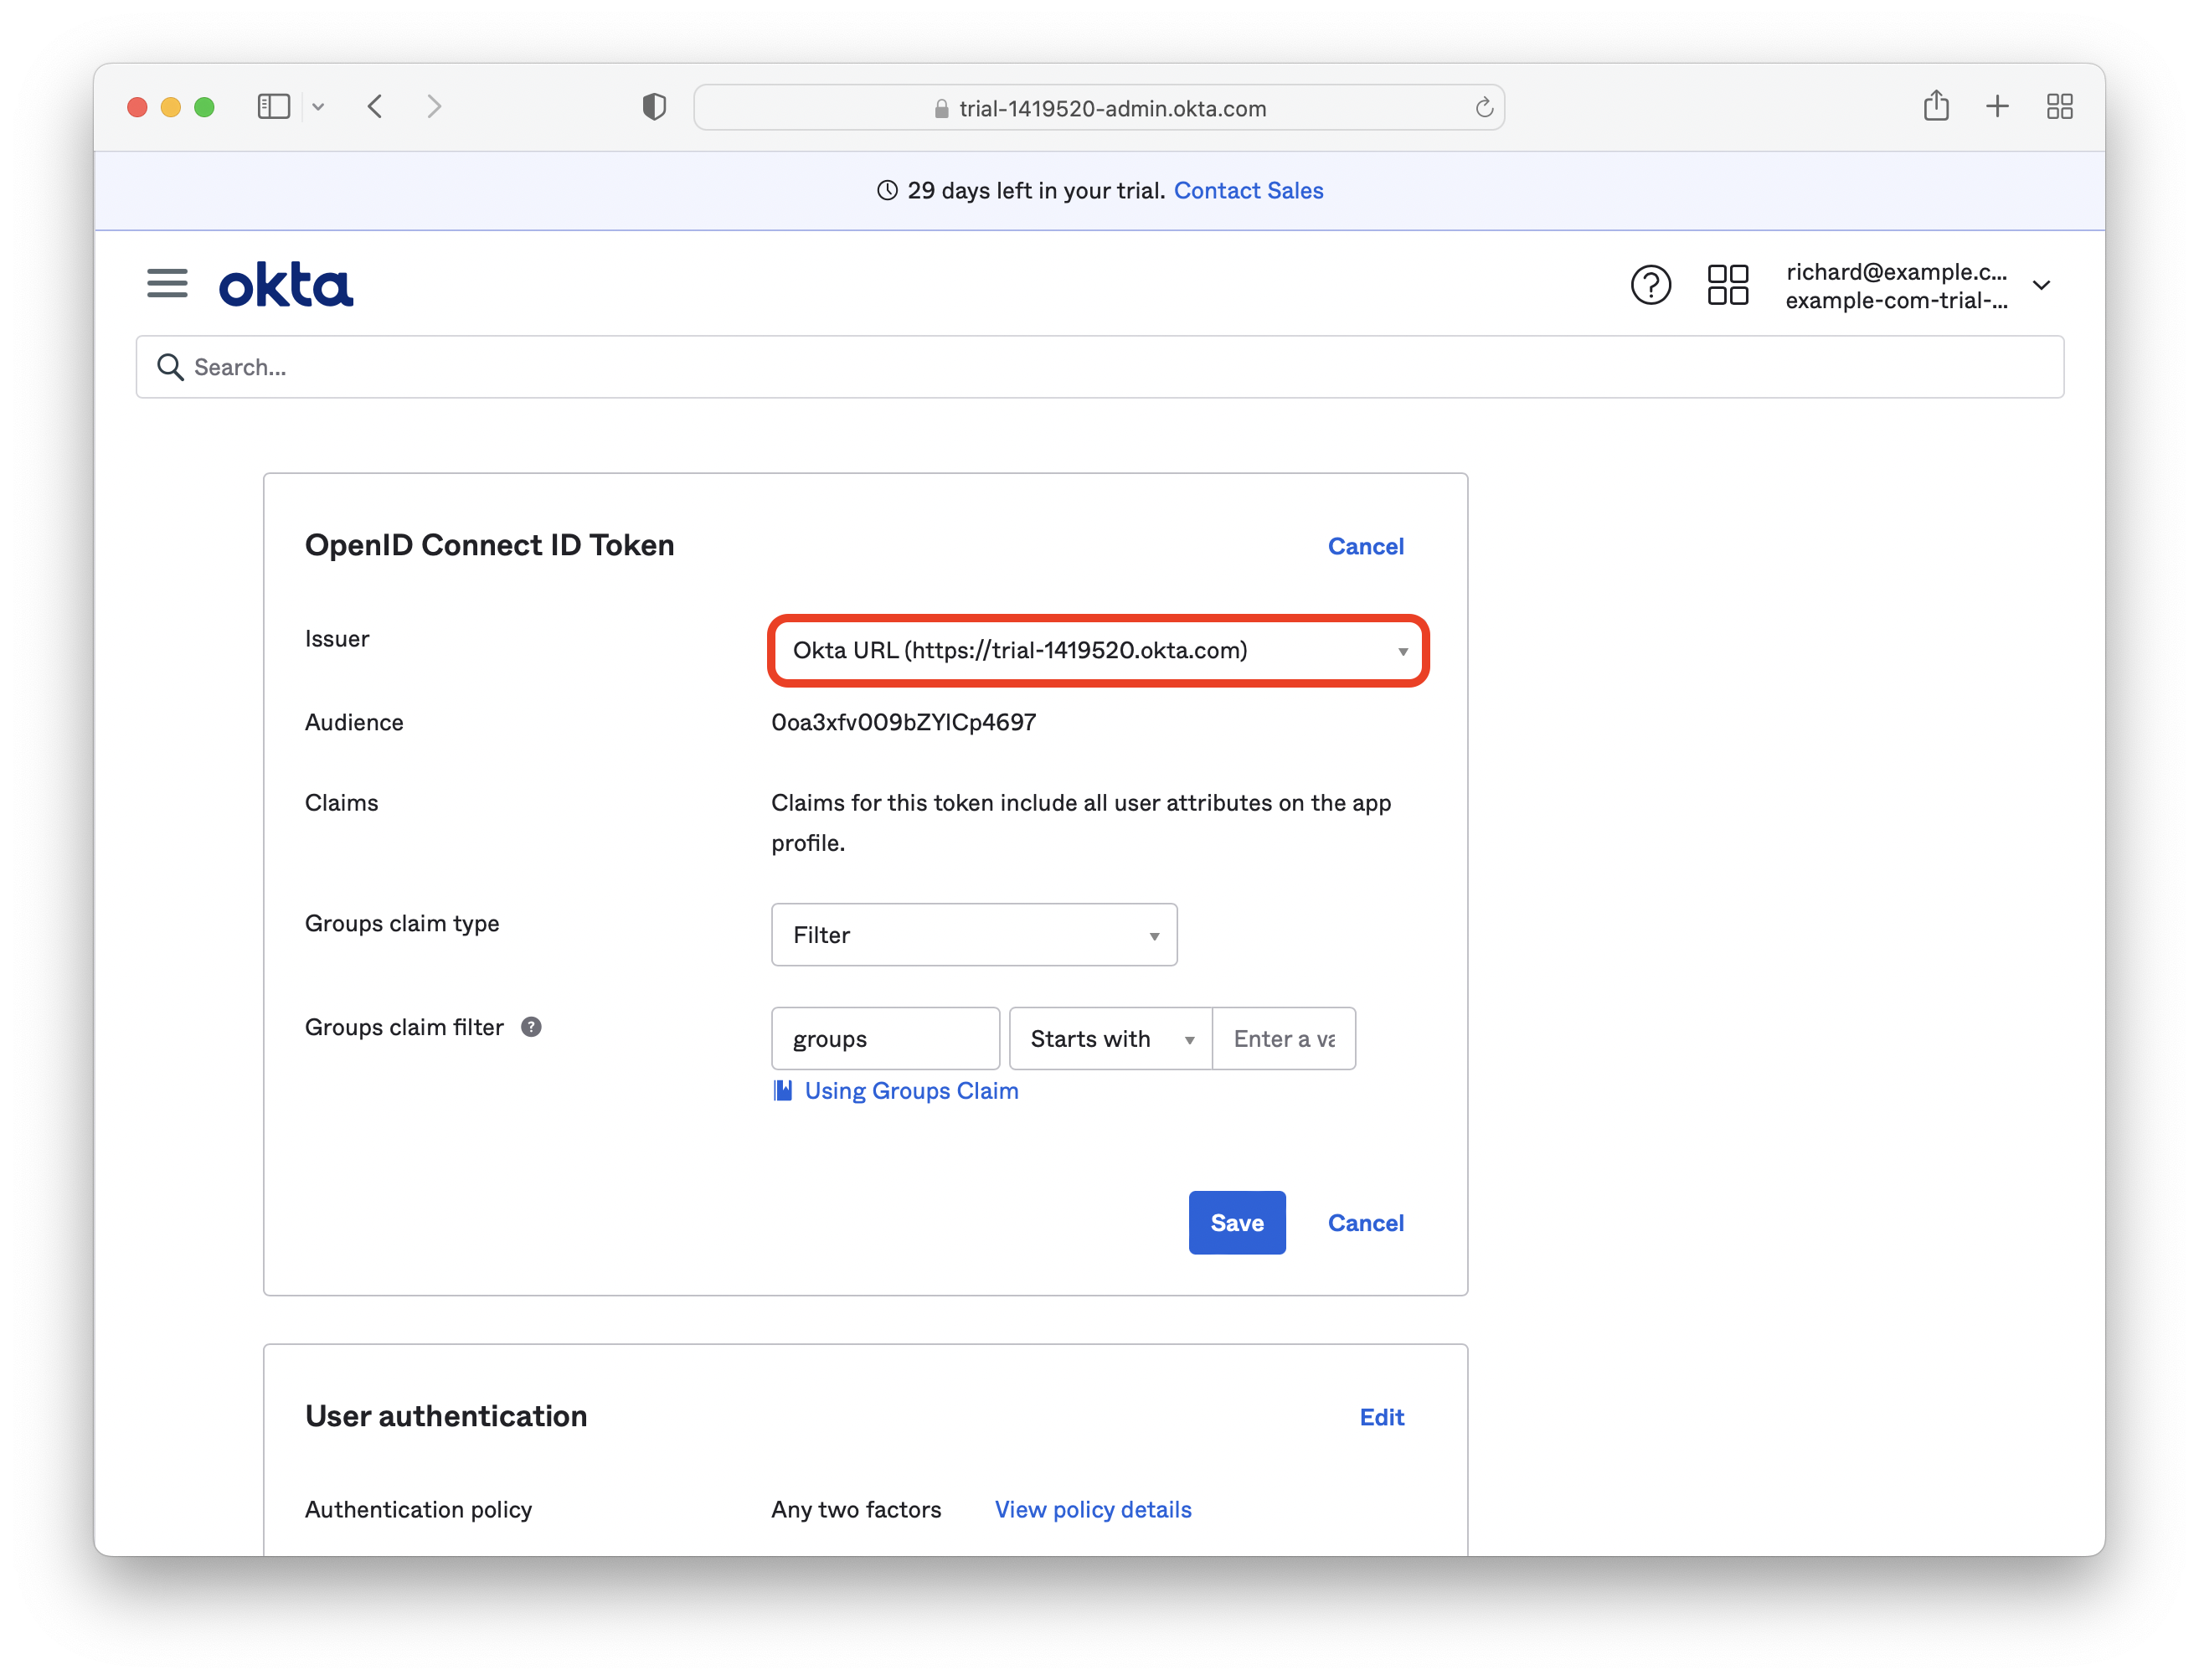 trial-1419520-admin.okta.com
29 days left in your trial. Contact Sales
okta
richard@example.c...
example-com-trial-...
Search...
OpenID Connect ID Token
Cancel
Issuer
Okta URL (https://trial-1419520.okta.com)
Audience
0oa3xfv009bZYlCp4697
Claims
Claims for this token include all user attributes on the app
profile.
Groups claim type
Filter
Groups claim filter ?
groups
Starts with
Enter a va
Using Groups Claim
Save
Cancel
User authentication
Edit
Authentication policy
Any two factors
View policy details